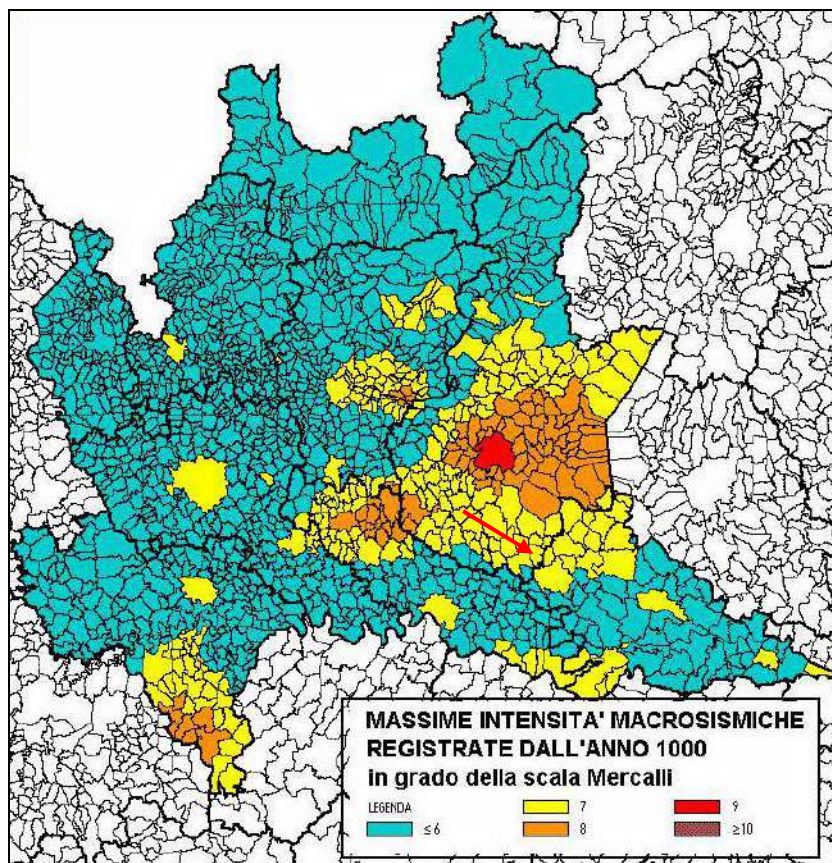 MASSIME INTENSITA' MACROSISMICHE
REGISTRATE DALL'ANNO 1000
in grado della scala Mercalli
LEGENDA
≤6
7
8
9
≥10